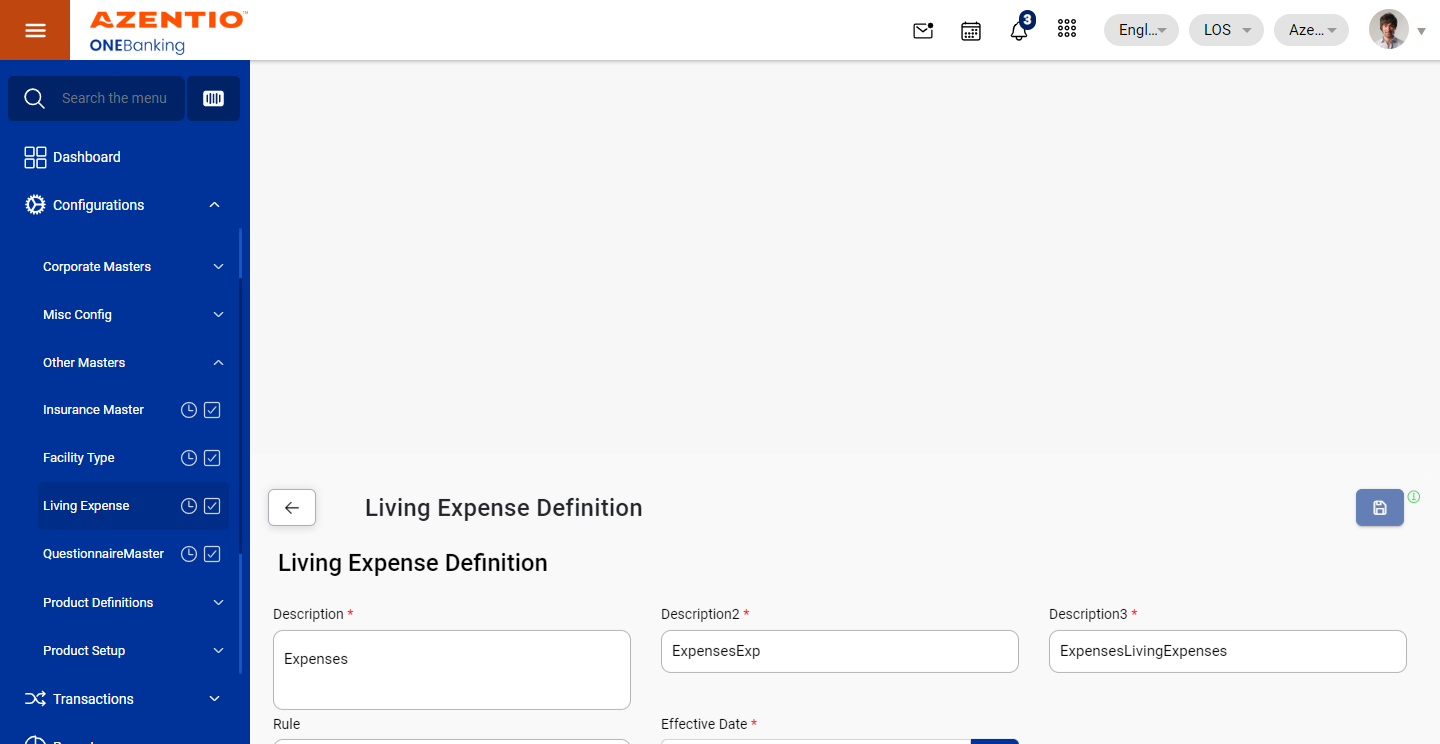 AZENTIO™
ONEBanking
3
Engl...
LOS
Aze...
Search the menu
Dashboard
Configurations
Corporate Masters
Misc Config
Other Masters
Insurance Master
Facility Type
Living Expense
QuestionnaireMaster
Product Definitions
Product Setup
Transactions
Living Expense Definition
Living Expense Definition
Description *
Description2 *
Description3 *
Expenses
ExpensesExp
ExpensesLivingExpenses
Rule
Effective Date *